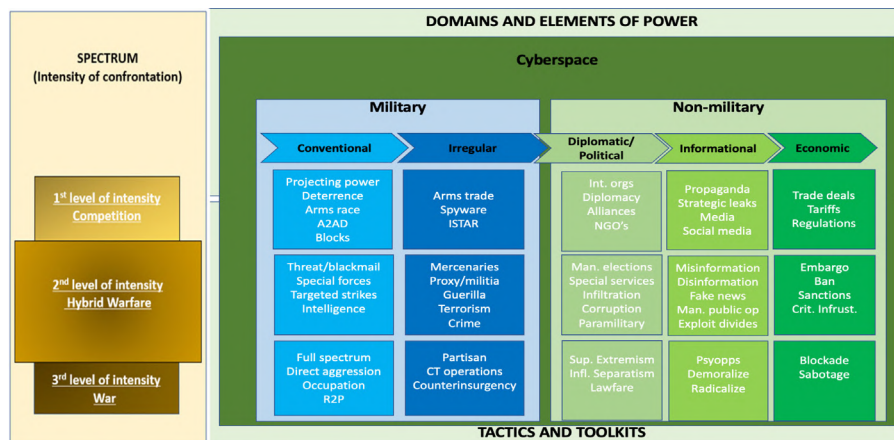 SPECTRUM
(Intensity of confrontation)
1st level of intensity
Competition
2nd level of intensity
Hybrid Warfare
3rd level of intensity
War
DOMAINS AND ELEMENTS OF POWER
Cyberspace
Military
Non-military
Conventional
Irregular
Diplomatic/
Political
Informational
Economic
Projecting power
Deterrence
Arms race
A2AD
Blocks
Arms trade
Spyware
ISTAR
Int. orgs
Diplomacy
Alliances
NGO's
Propaganda
Strategic leaks
Media
Social media
Trade deals
Tariffs
Regulations
Threat/blackmail
Special forces
Targeted strikes
Intelligence
Mercenaries
Proxy/militia
Guerilla
Terrorism
Crime
Man. elections
Special services
Infiltration
Corruption
Paramilitary
Misinformation
Disinformation
Fake news
Man. public op
Exploit divides
Embargo
Ban
Sanctions
Crit. Infrust.
Full spectrum
Direct aggression
Occupation
R2P
Partisan
CT operations
Counterinsurgency
Sup. Extremism
Infl. Separatism
Lawfare
Psyopps
Demoralize
Radicalize
Blockade
Sabotage
TACTICS AND TOOLKITS